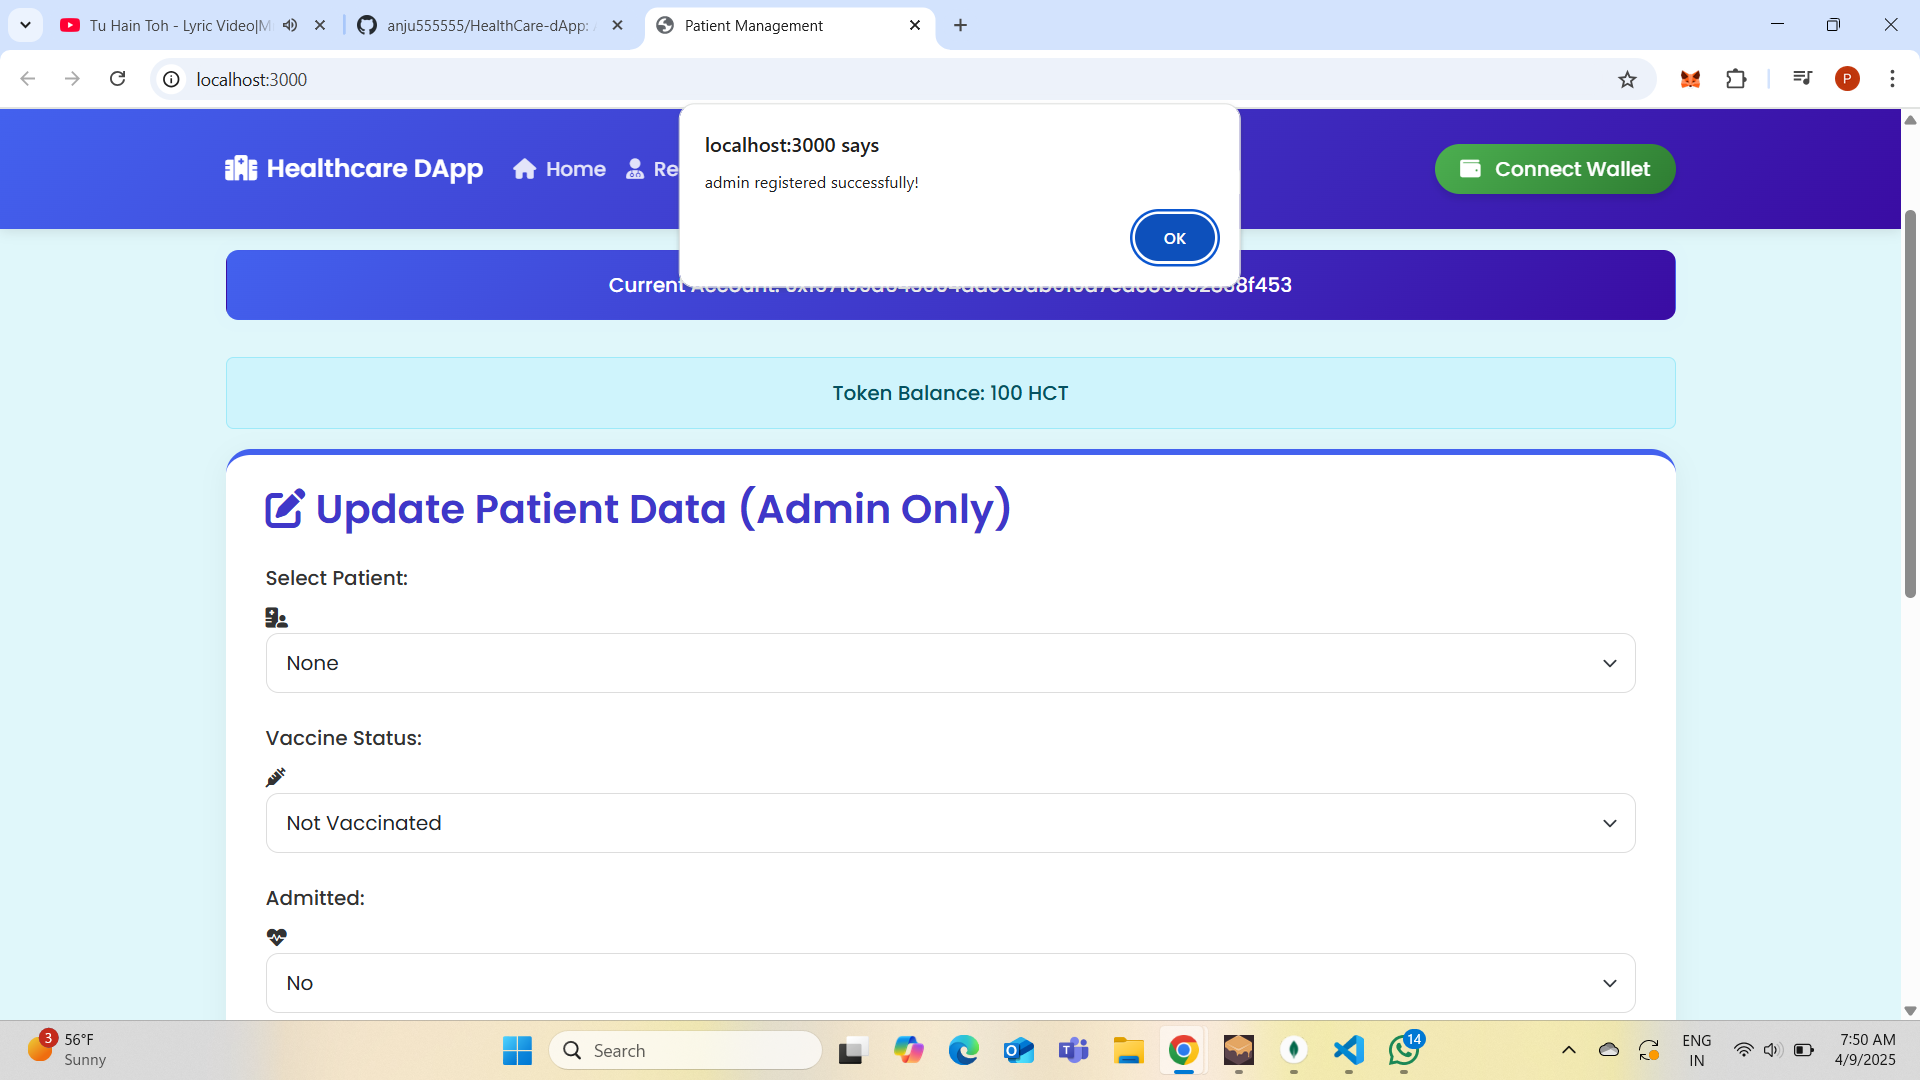 Tu Hain Toh - Lyric Video|M
anju555555/HealthCare-dApp:
Patient Management
P
localhost:3000
localhost:3000 says
admin registered successfully!
OK
Healthcare DApp
Home
Re
Connect Wallet
Current
8f453
Token Balance: 100 HCT
Update Patient Data (Admin Only)
Select Patient:
None
Vaccine Status:
Not Vaccinated
Admitted:
No
3
56°F
Sunny
Search
14
ENG
IN
7:50 AM
4/9/2025